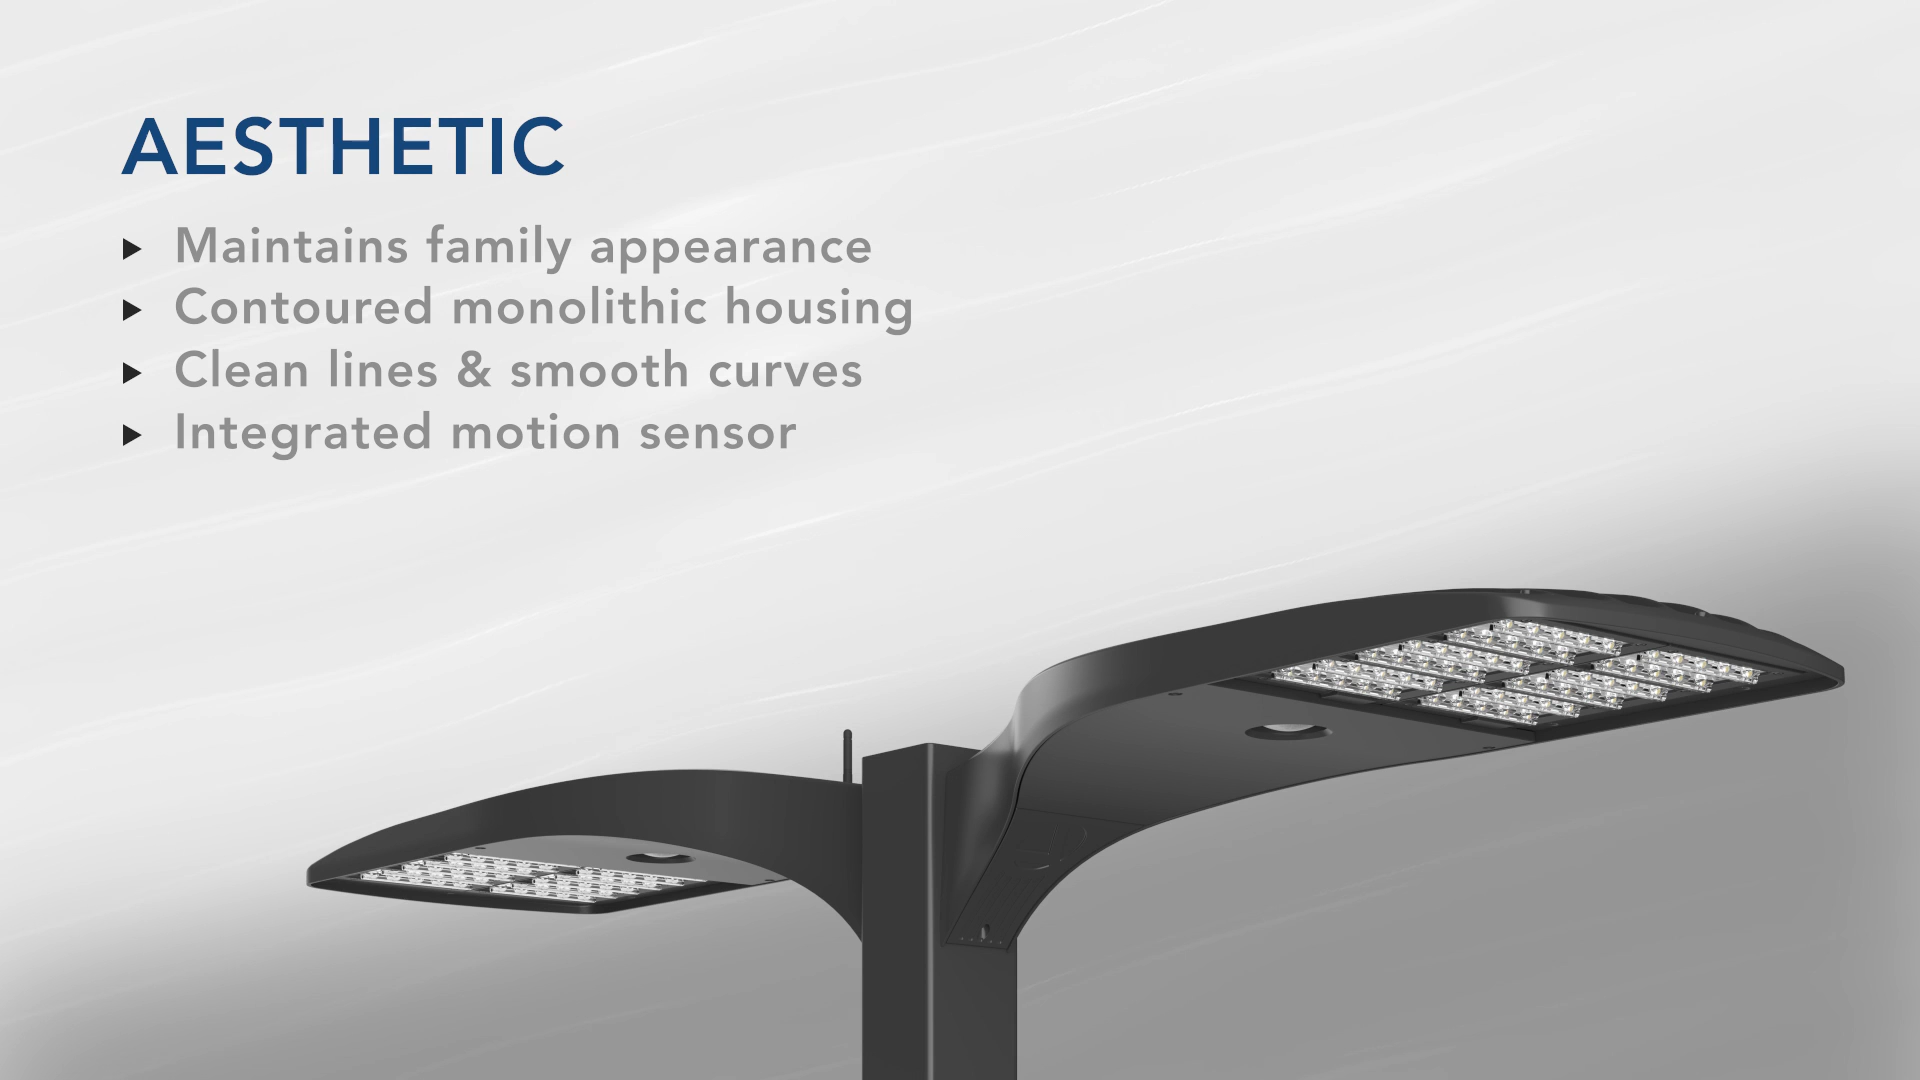 AESTHETIC
▶ Maintains family appearance
▶ Contoured monolithic housing
▶ Clean lines & smooth curves
▶ Integrated motion sensor